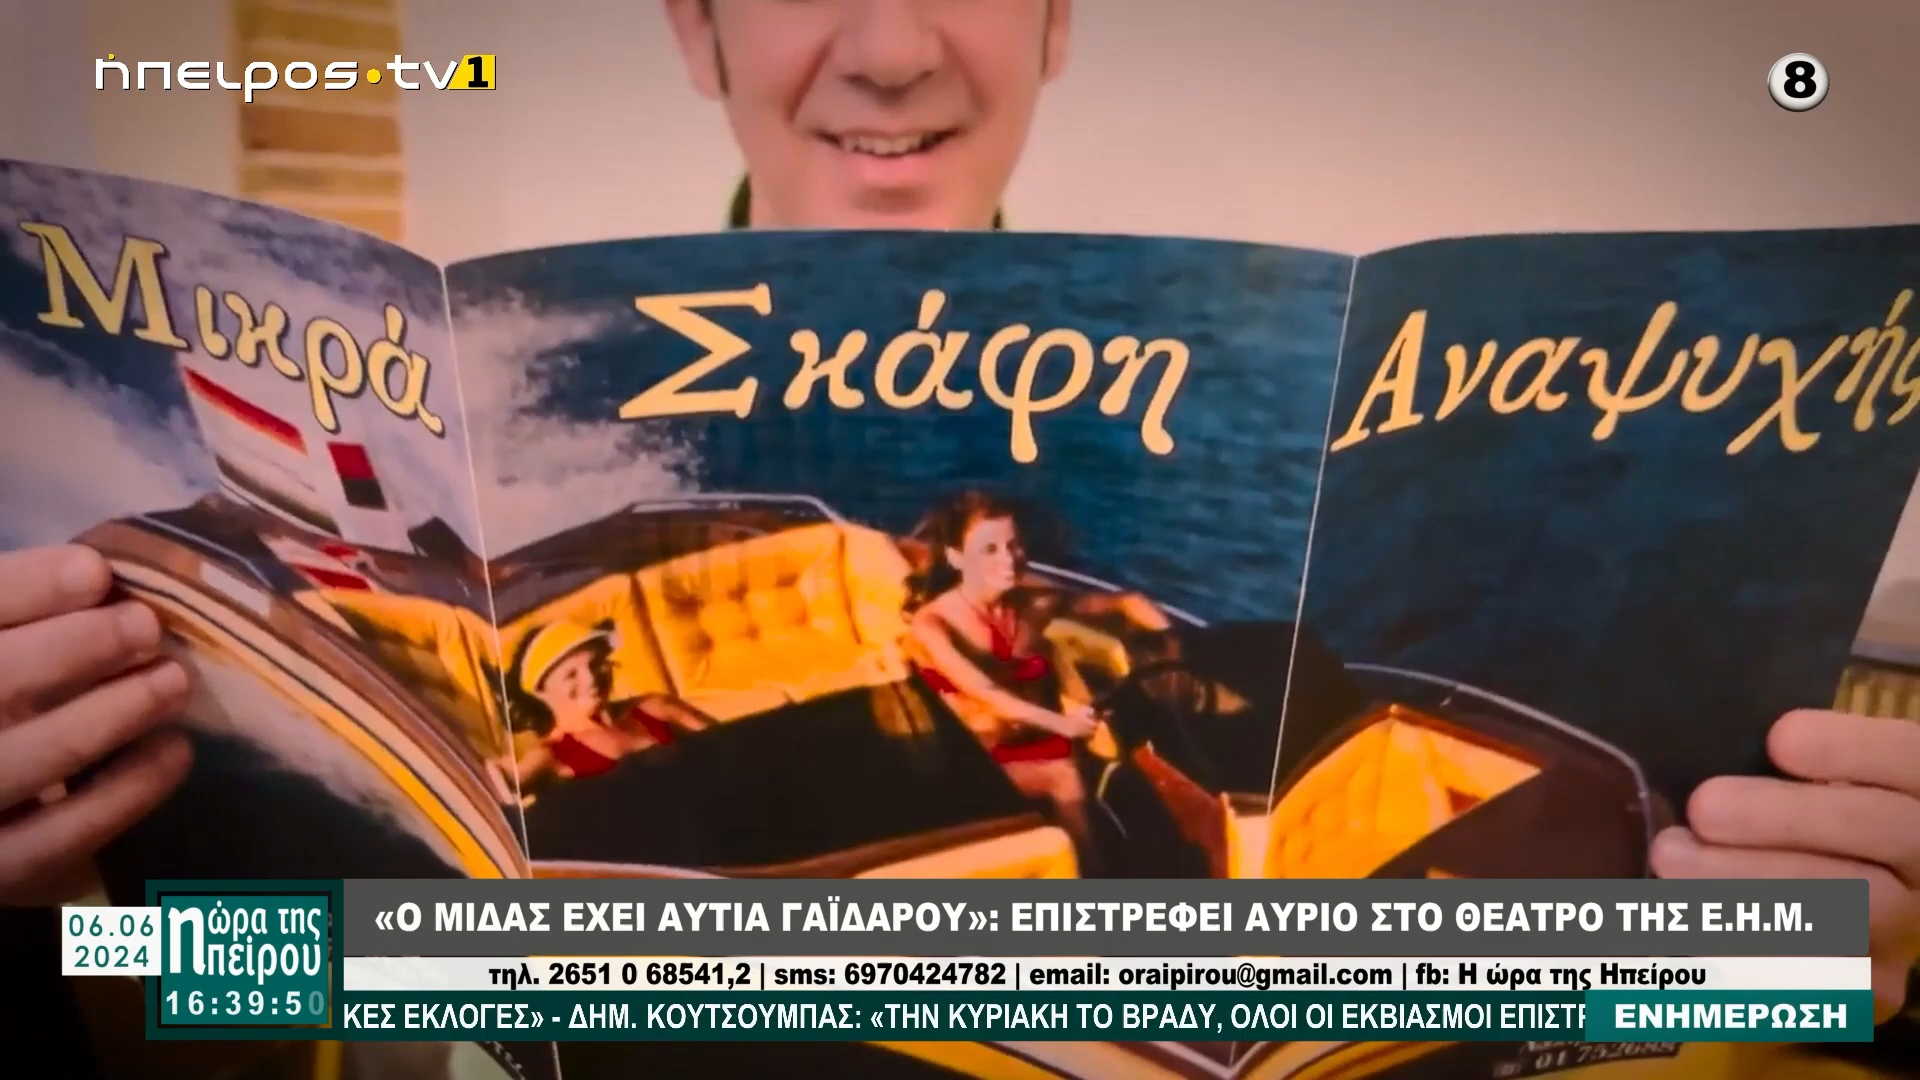 ήπειρος.tv1
8
Μικρά Σκάφη Αναψυχής
«Ο ΜΙΔΑΣ ΕΧΕΙ ΑΥΤΙΑ ΓΑΪΔΑΡΟΥ»: ΕΠΙΣΤΡΕΦΕΙ ΑΥΡΙΟ ΣΤΟ ΘΕΑΤΡΟ ΤΗΣ Ε.Η.Μ.
06.06
2024
η ώρα της
Ηπείρου
16:39:50
τηλ. 2651 0 68541,2 | sms: 6970424782 | email: oraipirou@gmail.com | fb: Η ώρα της Ηπείρου
ΚΕΣ ΕΚΛΟΓΕΣ» - ΔΗΜ. ΚΟΥΤΣΟΥΜΠΑΣ: «ΤΗΝ ΚΥΡΙΑΚΗ ΤΟ ΒΡΑΔΥ, ΟΛΟΙ ΟΙ ΕΚΒΙΑΣΜΟΙ ΕΠΙΣΤΡ
ΕΝΗΜΕΡΩΣΗ